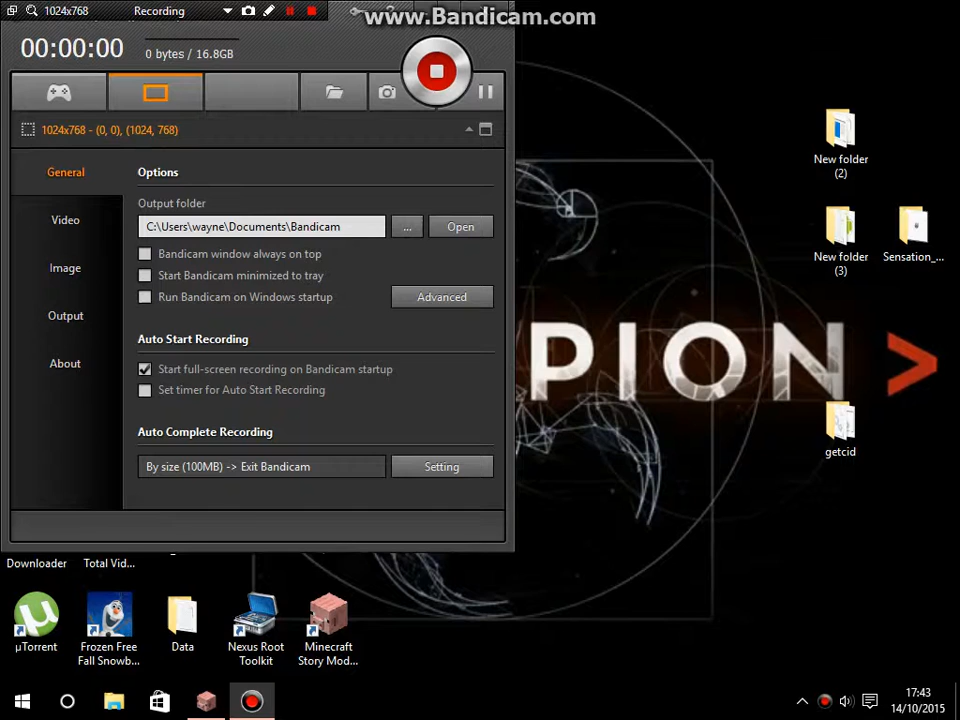 1024x768
Recording
www.Bandicam.com
00:00:00
0 bytes / 16.8GB
1024x768 - (0, 0), (1024, 768)
General
Video
Image
Output
About
Options
Output folder
C:\Users\wayne\Documents\Bandicam
...
Open
Bandicam window always on top
Start Bandicam minimized to tray
Run Bandicam on Windows startup
Advanced
Auto Start Recording
Start full-screen recording on Bandicam startup
Set timer for Auto Start Recording
Auto Complete Recording
By size (100MB) -> Exit Bandicam
Setting
New folder
(2)
New folder
(3)
Sensation_...
PION >
getcid
Downloader
Total Vid...
µTorrent
Frozen Free
Fall Snowb...
Data
Nexus Root
Toolkit
Minecraft
Story Mod...
17:43
14/10/2015